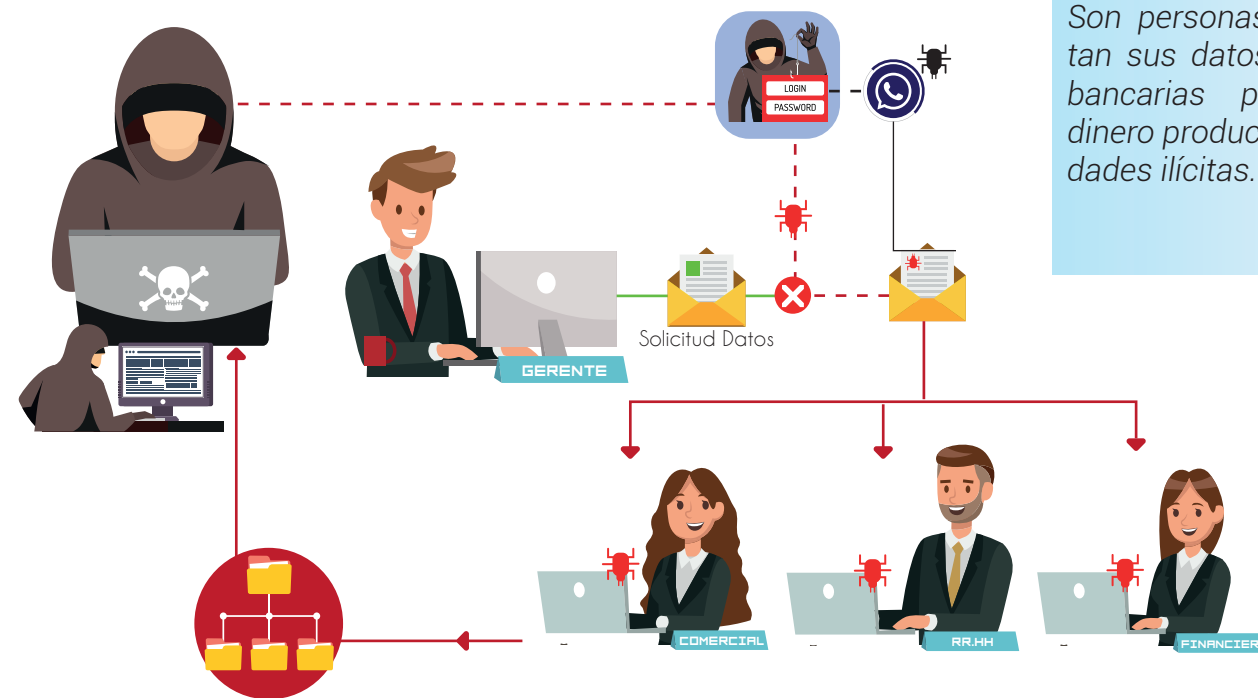 Son personas
tan sus datos
bancarias p
dinero produc
dades ilícitas.
LOGIN
PASSWORD
Solicitud Datos
GERENTE
COMERCIAL
RR.HH
FINANCIER